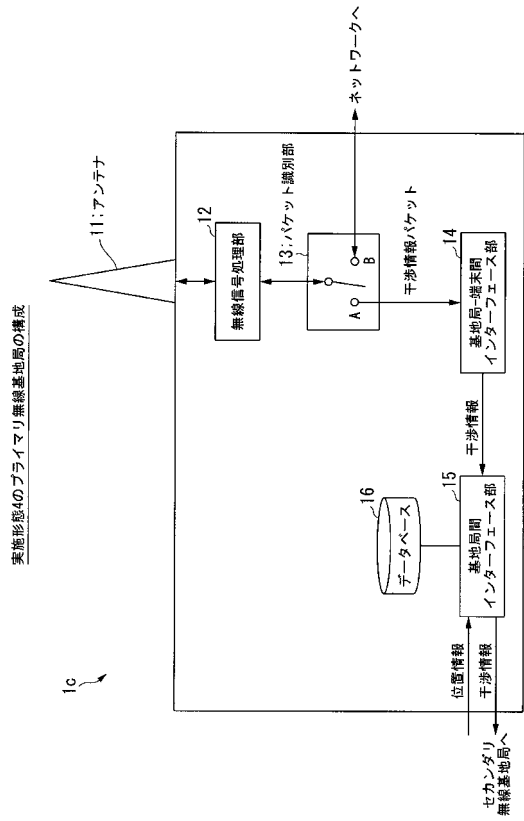 実施形態4のプライマリ無線基地局の構成
1c
11;アンテナ
12
無線信号処理部
13;パケット識別部
A
B
ネットワークへ
干渉情報パケット
14
基地局-端末間
インターフェース部
干渉情報
15
基地局間
インターフェース部
16
データベース
位置情報
干渉情報
セカンダリ
無線基地局へ